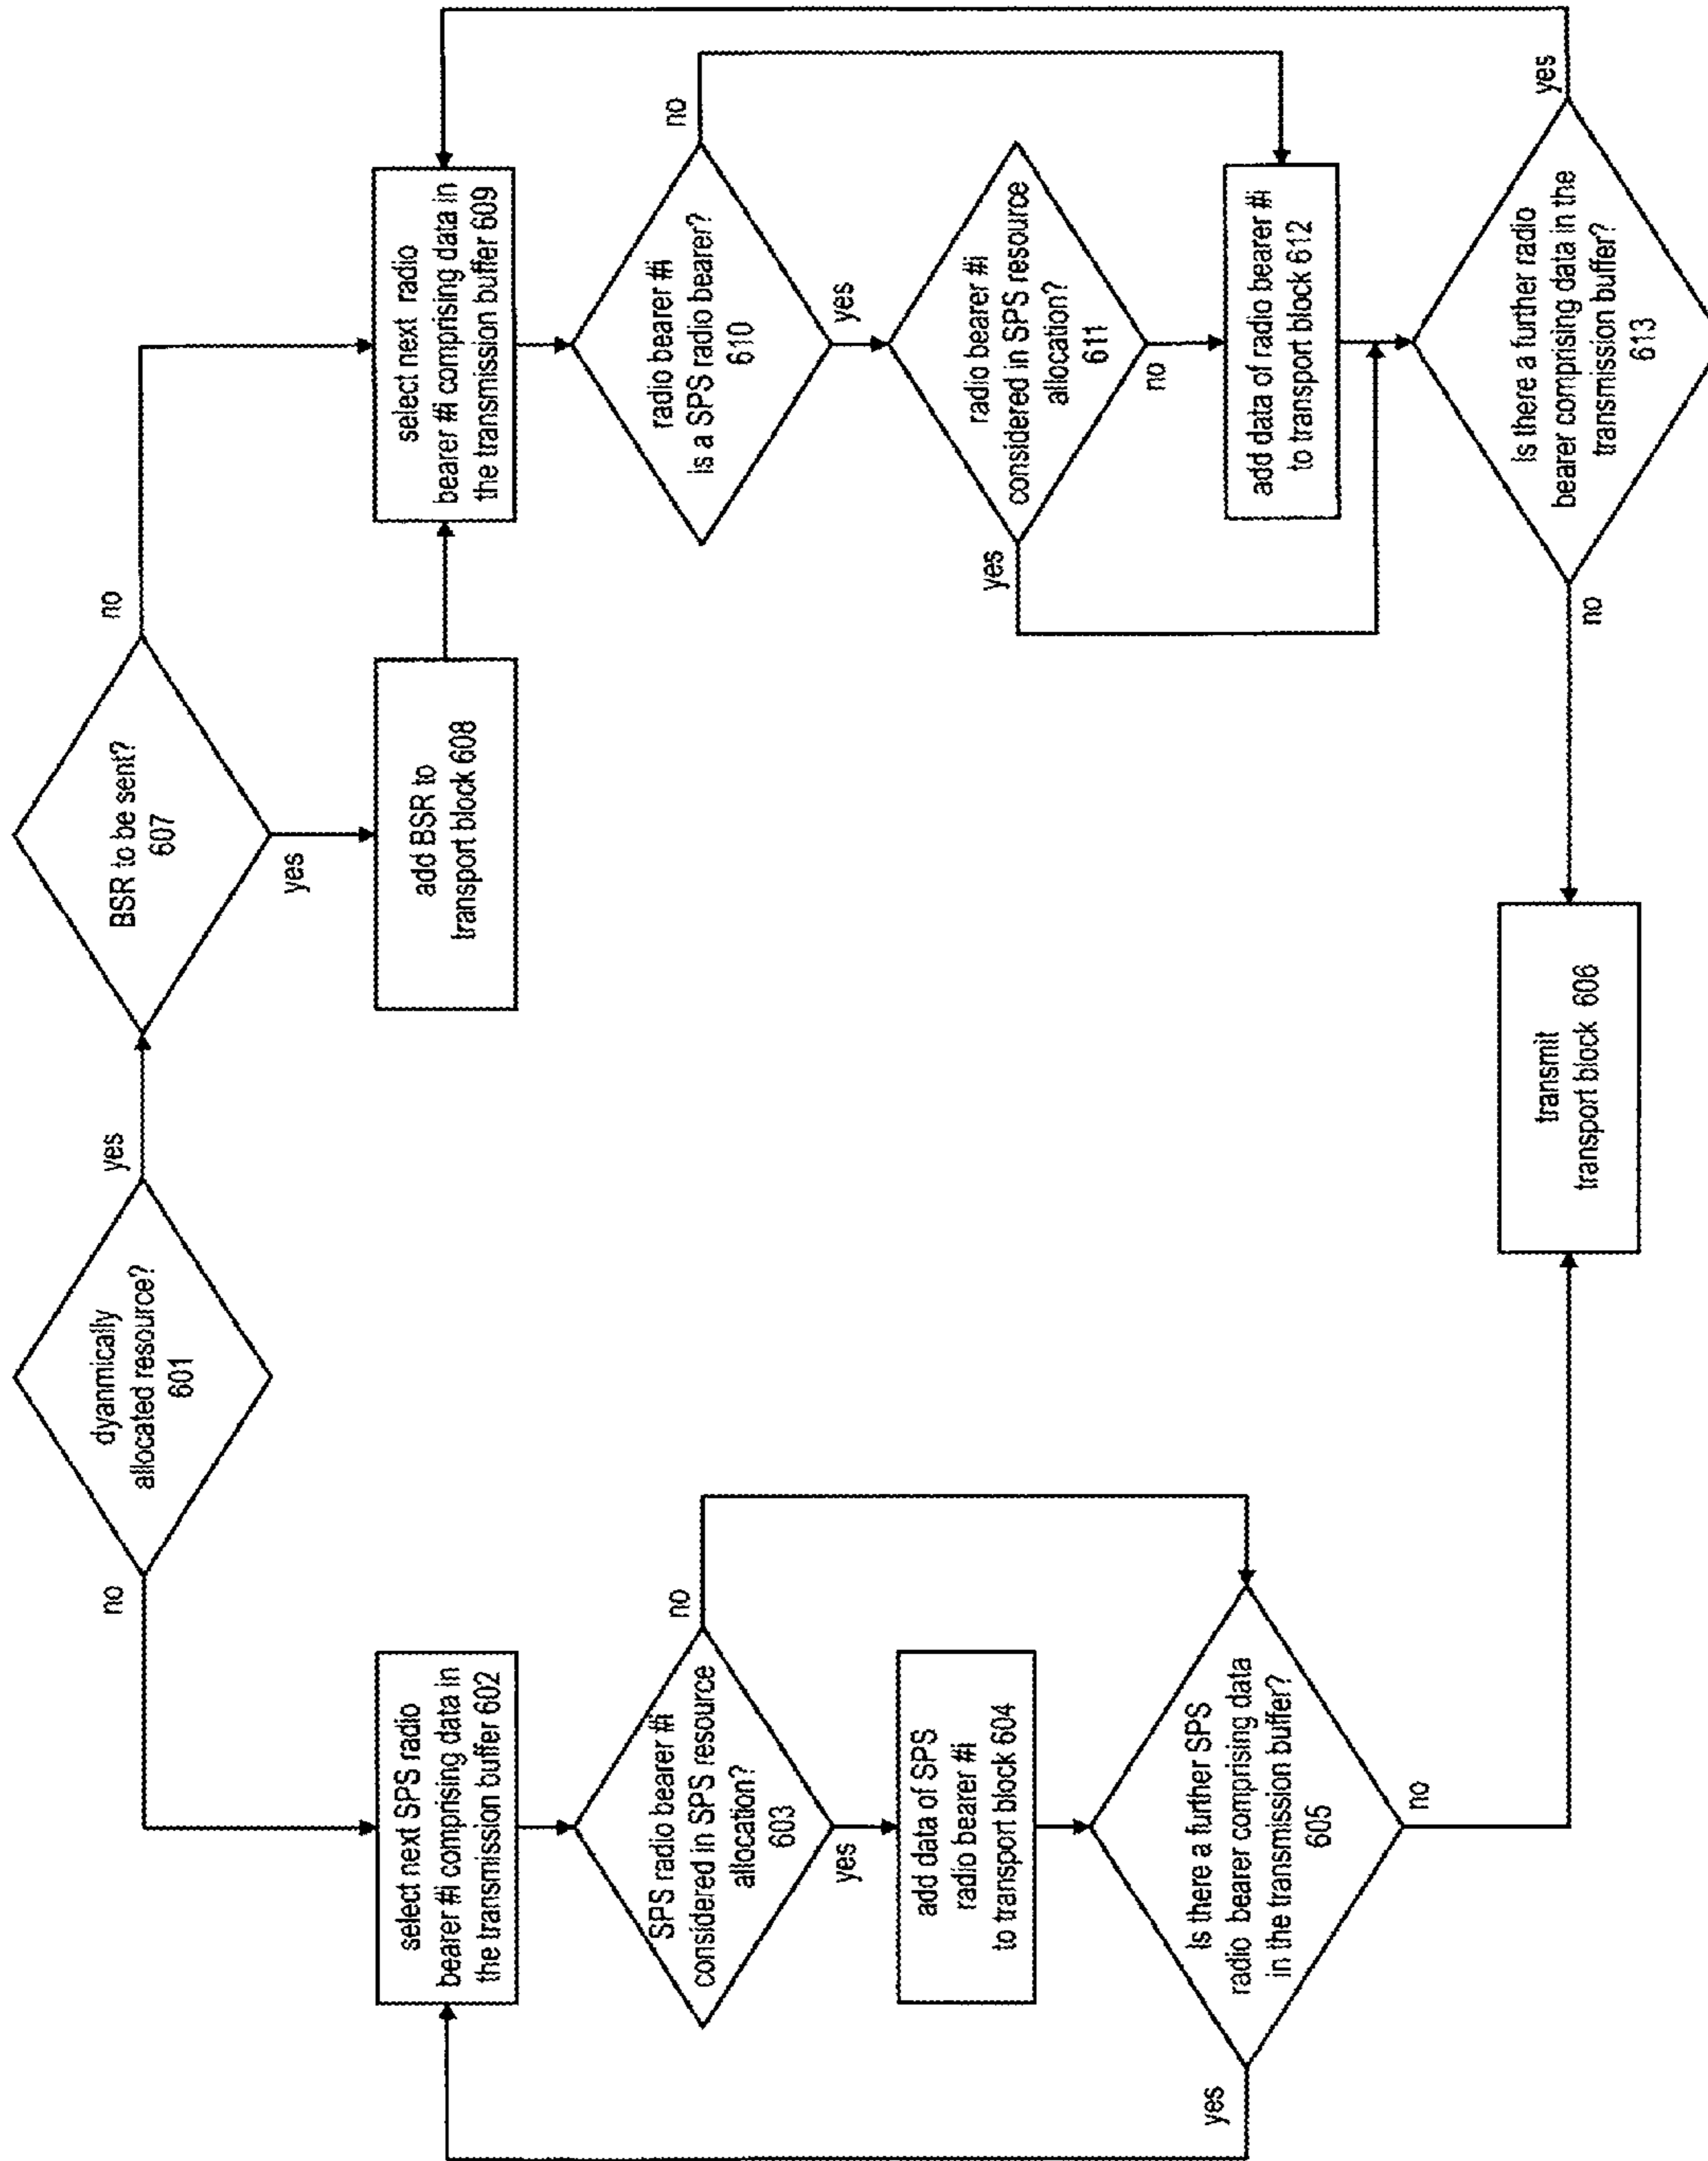 dyanmically
allocated resource?
601
no
yes
select next SPS radio
bearer #i comprising data in
the transmission buffer 602
SPS radio bearer #i
considered in SPS resource
allocation?
603
no
yes
add data of SPS
radio bearer #i
to transport block 604
Is there a further SPS
radio bearer comprising data
in the transmission buffer?
605
yes
no
transmit
transport block 606
BSR to be sent?
607
no
yes
add BSR to
transport block 608
select next radio
bearer #i comprising data in
the transmission buffer 609
radio bearer #i
is a SPS radio bearer?
610
no
yes
radio bearer #i
considered in SPS resource
allocation?
611
yes
no
add data of radio bearer #i
to transport block 612
Is there a further radio
bearer comprising data in the
transmission buffer?
613
yes
no